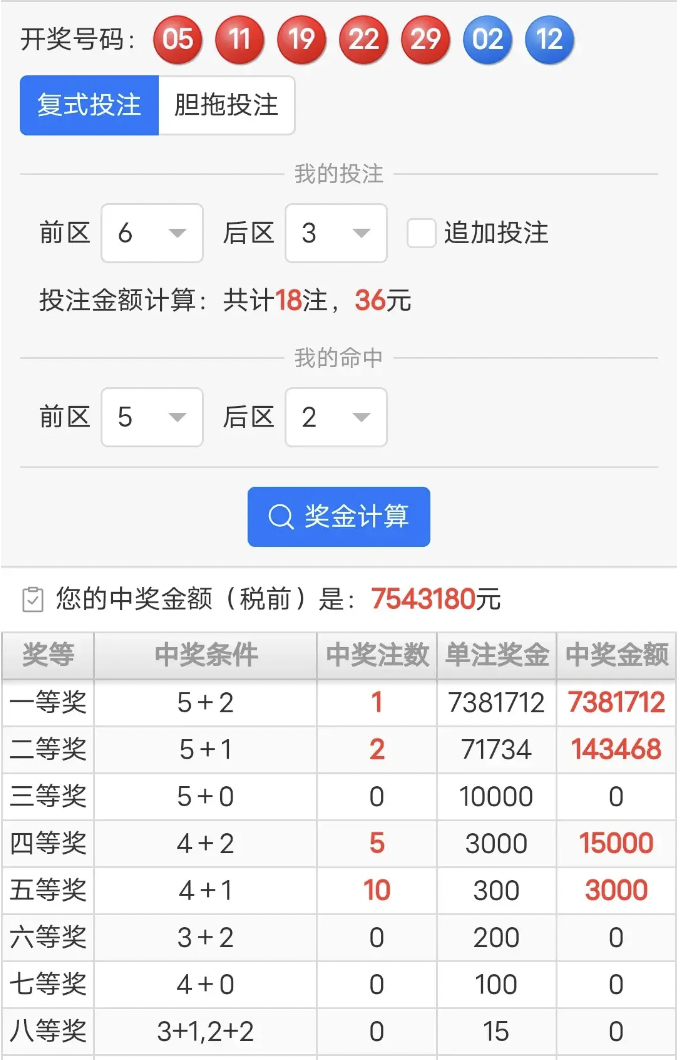 开奖号码： 05 11 19 22 29 02 12
复式投注 胆拖投注
我的投注
前区 6 后区 3 追加投注
投注金额计算：共计18注，36元
我的命中
前区 5 后区 2
奖金计算
您的中奖金额（税前）是：7543180元
奖等 中奖条件 中奖注数 单注奖金 中奖金额
一等奖 5+2 1 7381712 7381712
二等奖 5+1 2 71734 143468
三等奖 5+0 0 10000 0
四等奖 4+2 5 3000 15000
五等奖 4+1 10 300 3000
六等奖 3+2 0 200 0
七等奖 4+0 0 100 0
八等奖 3+1,2+2 0 15 0